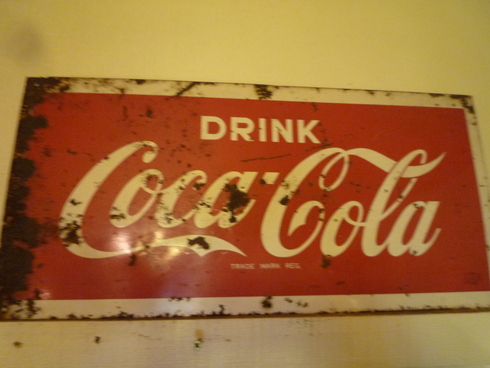 DRINK
Coca-Cola
TRADE MARK REG.